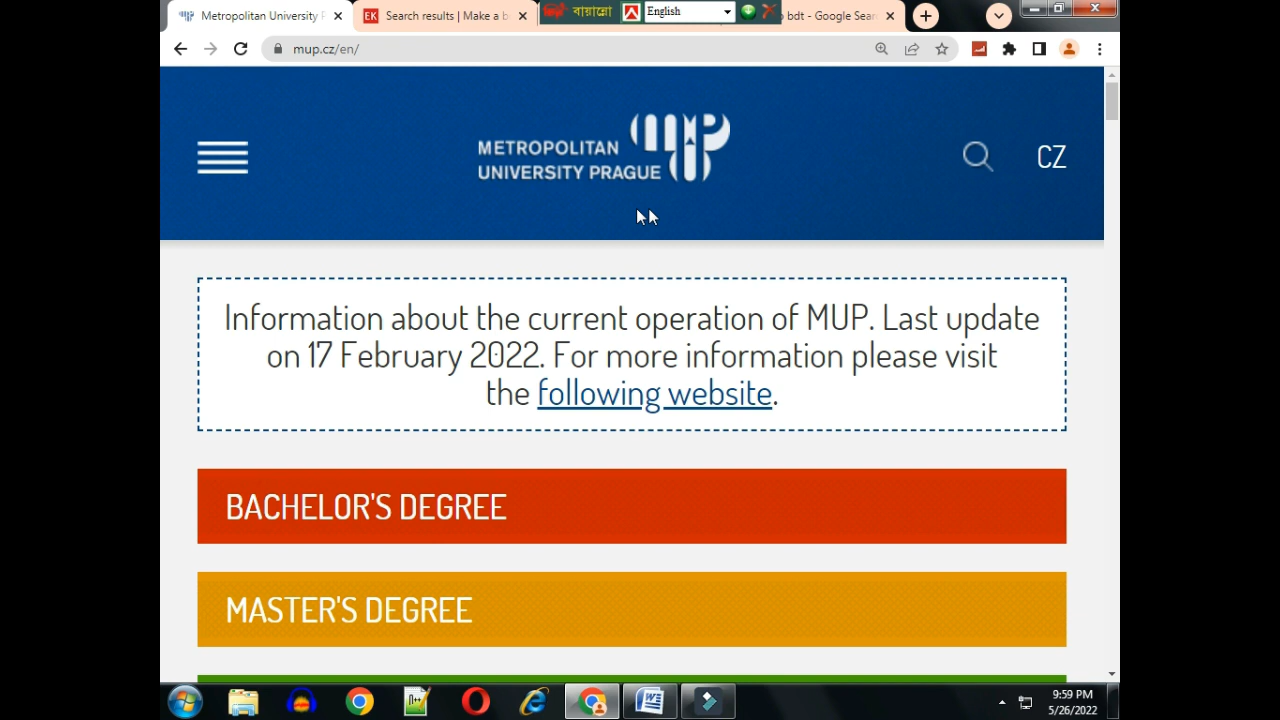 Metropolitan University P
Search results | Make a b
বায়ান্নো
English
bdt - Google Sear
mup.cz/en/
METROPOLITAN
UNIVERSITY PRAGUE
mup
CZ
Information about the current operation of MUP. Last update
on 17 February 2022. For more information please visit
the following website.
BACHELOR'S DEGREE
MASTER'S DEGREE
9:59 PM
5/26/2022